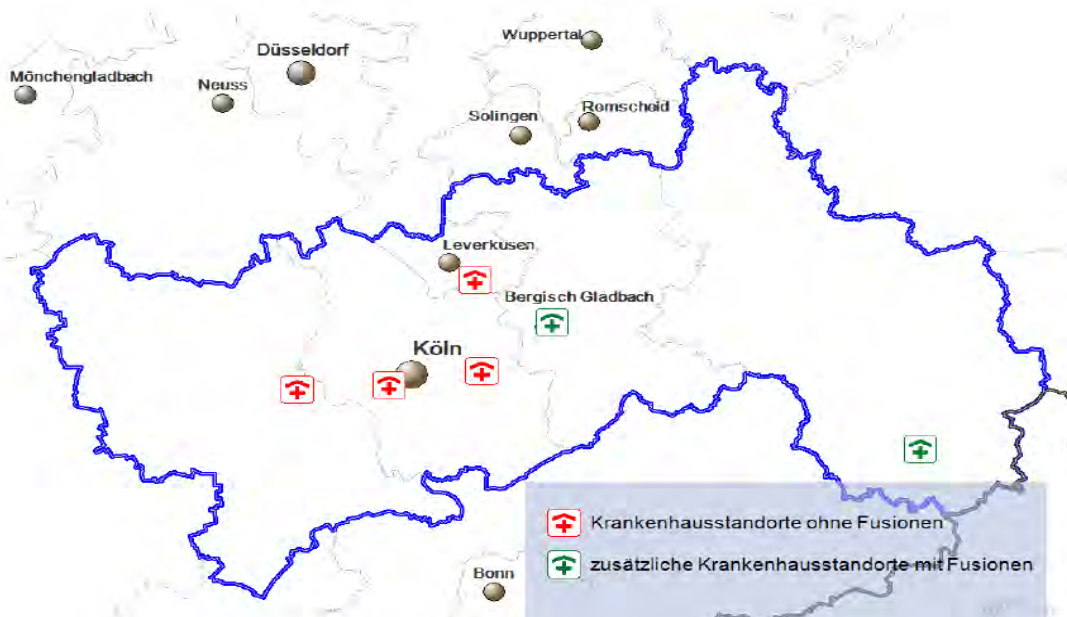 Wuppertal
Düsseldorf
Mönchengladbach
Neuss
Remscheid
Solingen
Leverkusen
Bergisch Gladbach
Köln
Krankenhausstandorte ohne Fusionen
zusätzliche Krankenhausstandorte mit Fusionen
Bonn